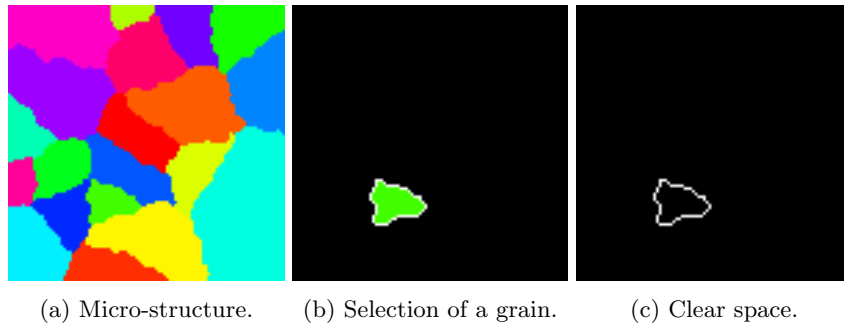 (a) Micro-structure.
(b) Selection of a grain.
(c) Clear space.